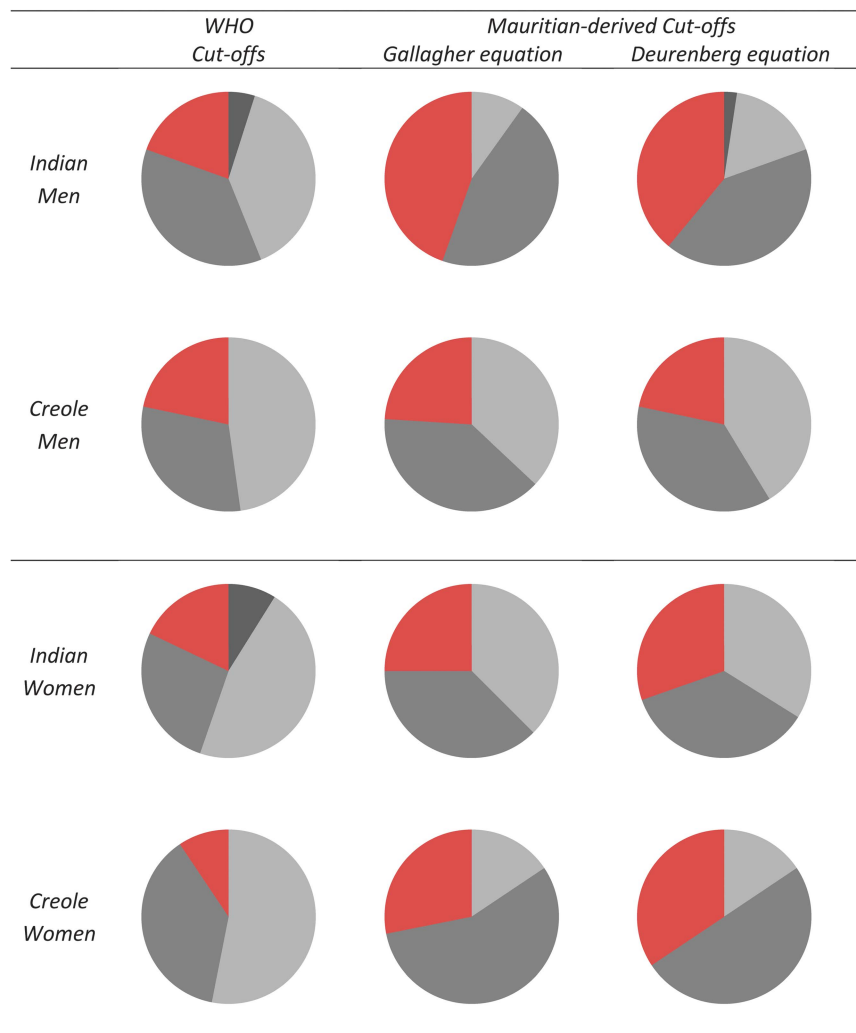 WHO
Mauritian-derived Cut-offs
Cut-offs
Gallagher equation
Deurenberg equation
Indian
Men
Creole
Men
Indian
Women
Creole
Women